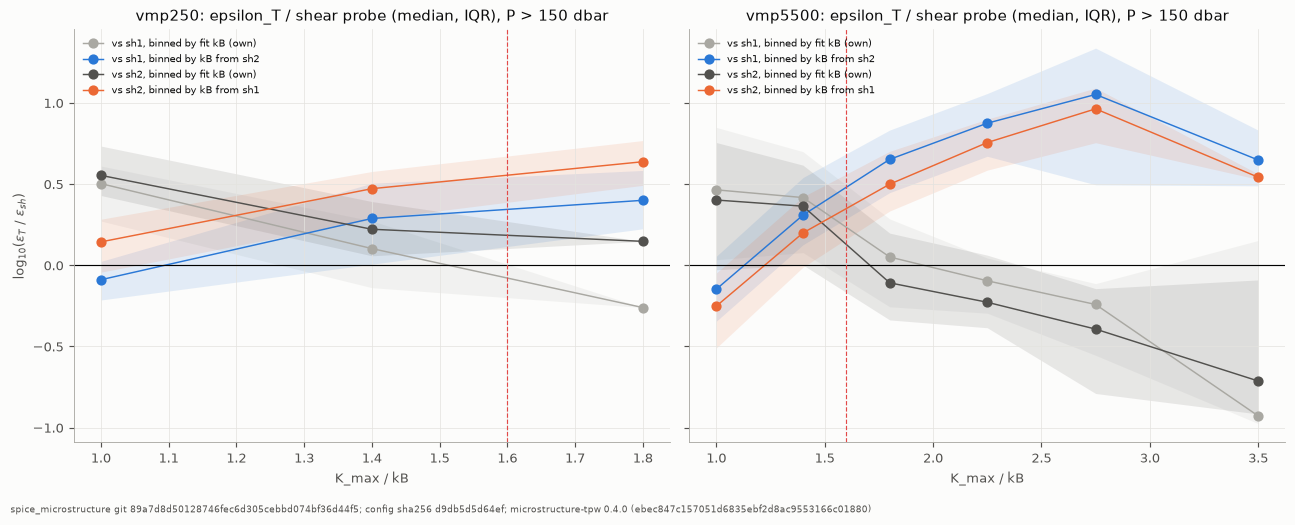 vmp250: epsilon_T / shear probe (median, IQR), P > 150 dbar
vs sh1, binned by fit kB (own)
vs sh1, binned by kB from sh2
vs sh2, binned by fit kB (own)
vs sh2, binned by kB from sh1
log10(εT / εsh)
1.0
0.5
0.0
−0.5
−1.0
1.0 1.1 1.2 1.3 1.4 1.5 1.6 1.7 1.8
K_max / kB
vmp5500: epsilon_T / shear probe (median, IQR), P > 150 dbar
vs sh1, binned by fit kB (own)
vs sh1, binned by kB from sh2
vs sh2, binned by fit kB (own)
vs sh2, binned by kB from sh1
1.0 1.5 2.0 2.5 3.0 3.5
K_max / kB
spice_microstructure git 89a7d8d50128746fec6d305cebbd074bf36d44f5; config sha256 d9db5d5d64ef; microstructure-tpw 0.4.0 (ebec847c157051d6835ebf2d8ac9553166c01880)